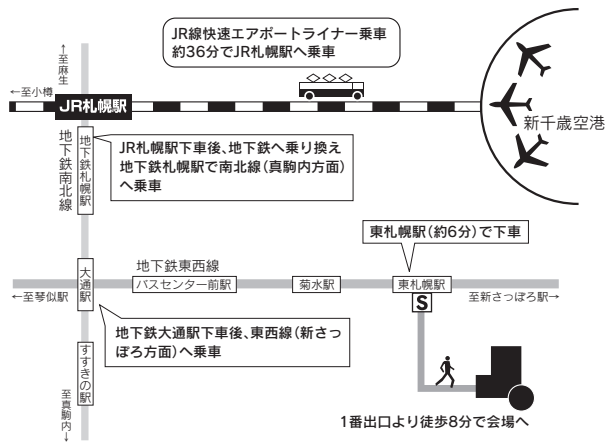 JR線快速エアポートライナー乗車
約36分でJR札幌駅へ乗車
←至麻生
←至小樽
JR札幌駅
新千歳空港
地下鉄南北線
地下鉄札幌駅
JR札幌駅下車後、地下鉄へ乗り換え
地下鉄札幌駅で南北線（真駒内方面）
へ乗車
東札幌駅（約6分）で下車
地下鉄東西線
大通駅
バスセンター前駅
菊水駅
東札幌駅
←至琴似駅
至新さっぽろ駅→
S
地下鉄大通駅下車後、東西線（新さっ
ぽろ方面）へ乗車
すすきの駅
至真駒内→
1番出口より徒歩8分で会場へ